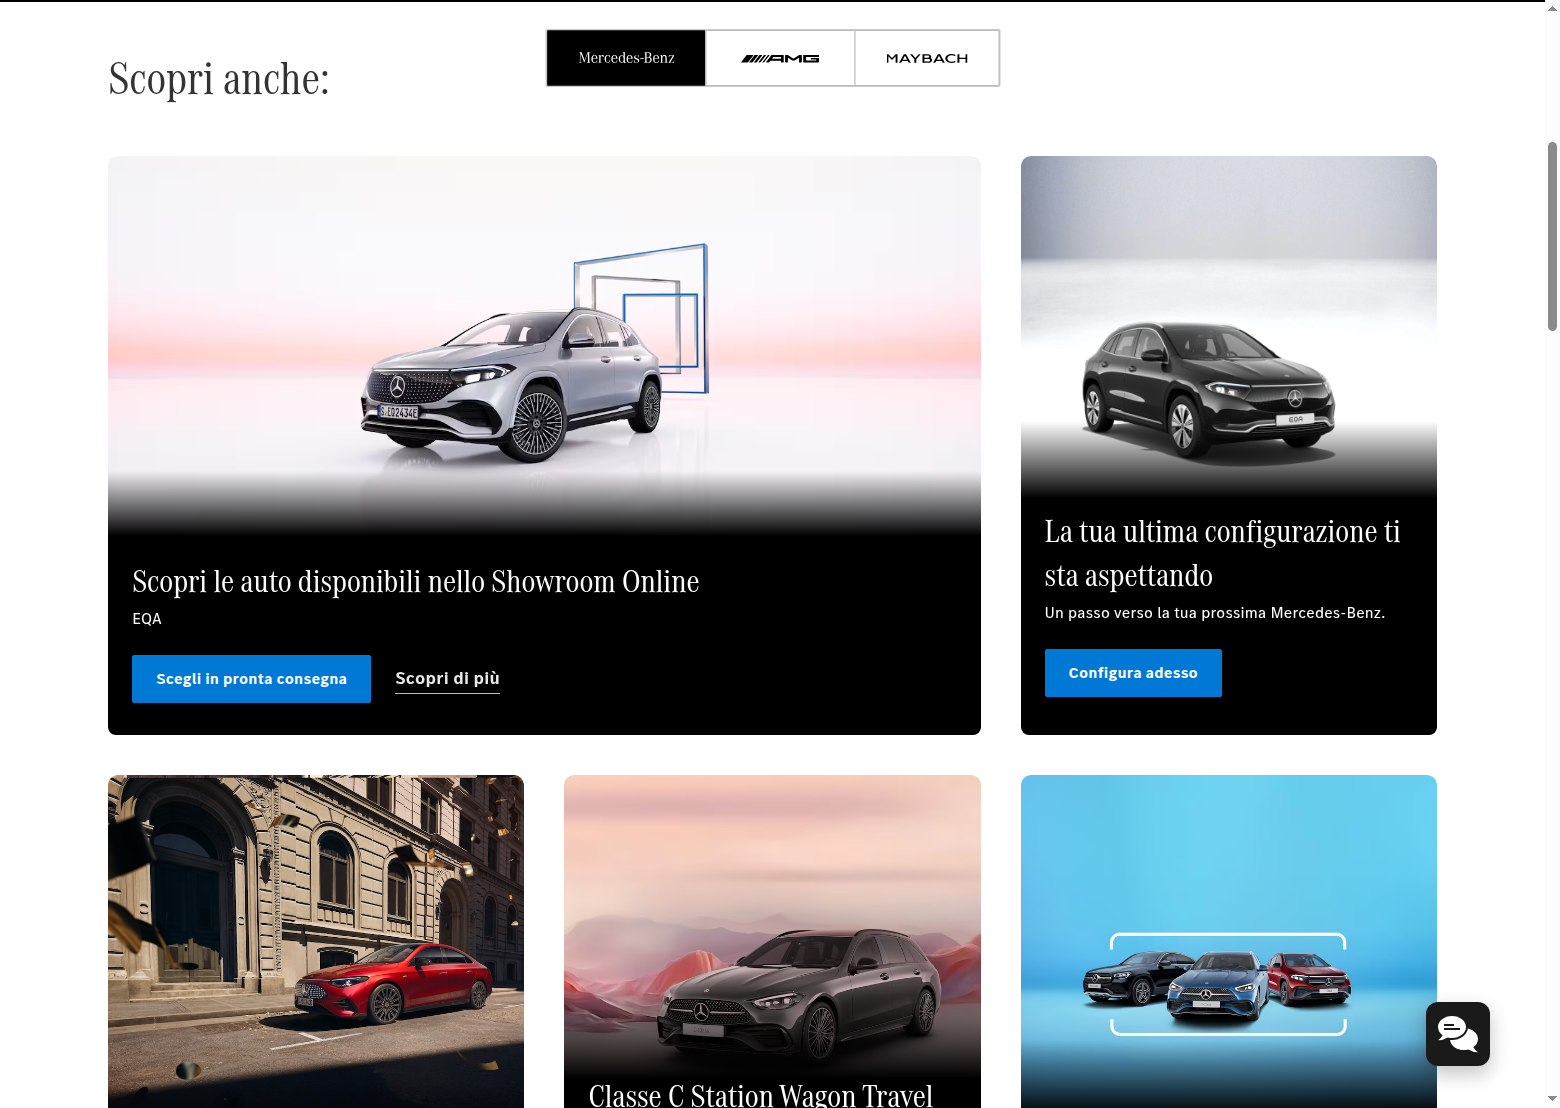 Mercedes-Benz
AMG
MAYBACH
Scopri anche:
S·EQ2434E
EQA
Scopri le auto disponibili nello Showroom Online
EQA
Scegli in pronta consegna
Scopri di più
La tua ultima configurazione ti
sta aspettando
Un passo verso la tua prossima Mercedes-Benz.
Configura adesso
Classe C Station Wagon Travel